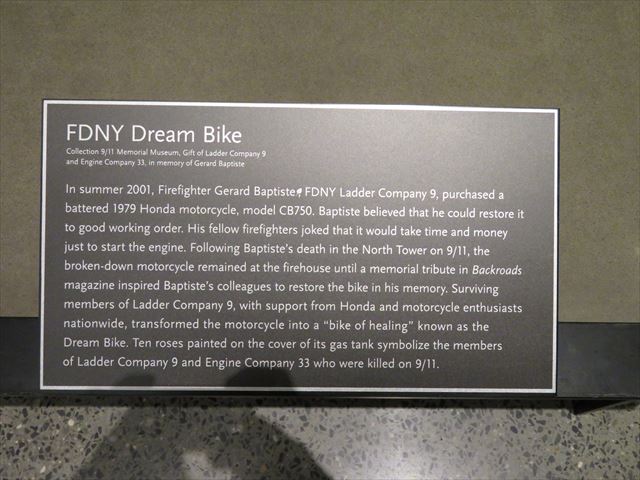 FDNY Dream Bike
Collection 9/11 Memorial Museum, Gift of Ladder Company 9
and Engine Company 33, in memory of Gerard Baptiste
In summer 2001, Firefighter Gerard Baptiste, FDNY Ladder Company 9, purchased a
battered 1979 Honda motorcycle, model CB750. Baptiste believed that he could restore it
to good working order. His fellow firefighters joked that it would take time and money
just to start the engine. Following Baptiste's death in the North Tower on 9/11, the
broken-down motorcycle remained at the firehouse until a memorial tribute in Backroads
magazine inspired Baptiste's colleagues to restore the bike in his memory. Surviving
members of Ladder Company 9, with support from Honda and motorcycle enthusiasts
nationwide, transformed the motorcycle into a “bike of healing” known as the
Dream Bike. Ten roses painted on the cover of its gas tank symbolize the members
of Ladder Company 9 and Engine Company 33 who were killed on 9/11.